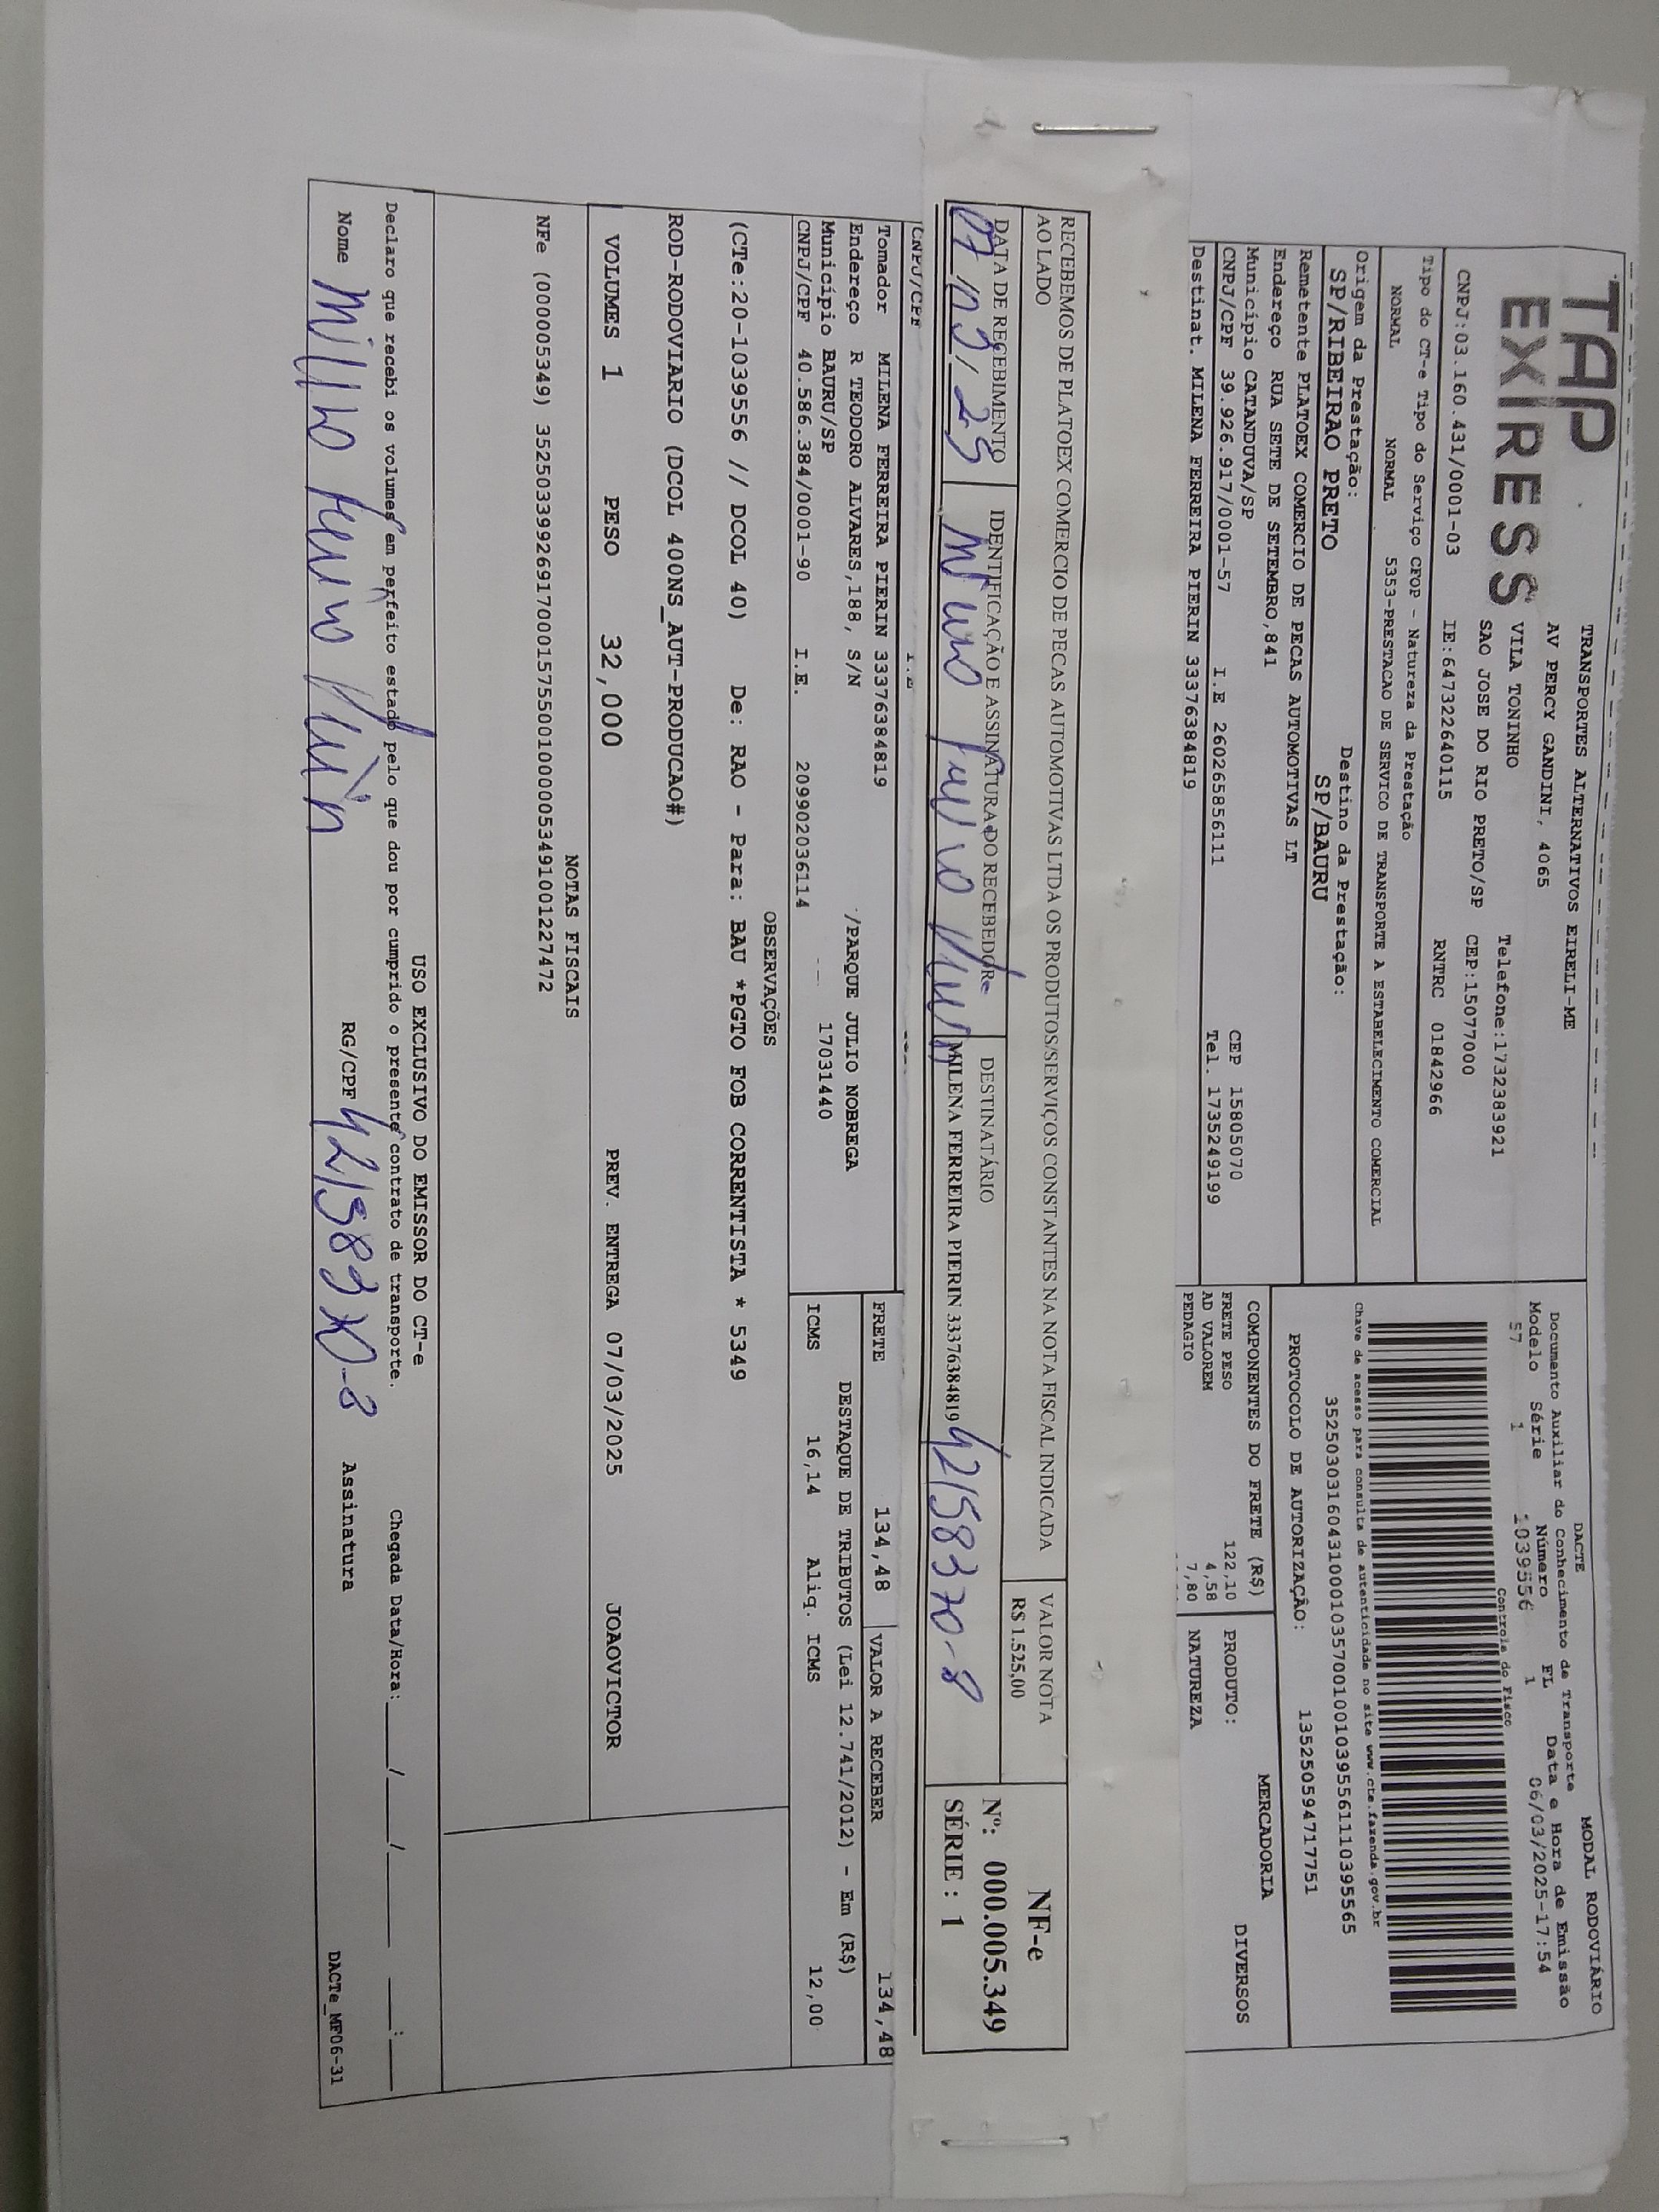 TAP
EXPRESS
TRANSPORTES ALTERNATIVOS EIRELI-ME
AV PERCY GANDINI, 4065
VILA TONINHO
SAO JOSE DO RIO PRETO/SP
Telefone:1732383921
CEP:15077000
CNPJ:03.160.431/0001-03 IE:647322640115 RNTRC 01842966
DACTE MODAL RODOVIÁRIO
Documento Auxiliar do Conhecimento de Transporte
Modelo Série Número FL Data e Hora de Emissão
57 1 1039556 1 06/03/2025-17:54
Controle do Fisco
Tipo do CT-e Tipo do Serviço CFOP - Natureza da Prestação
NORMAL NORMAL 5353-PRESTACAO DE SERVICO DE TRANSPORTE A ESTABELECIMENTO COMERCIAL
Chave de acesso para consulta de autenticidade no site www.cte.fazenda.gov.br
35250303160431000103570010010395561110395565
Origem da Prestação: Destino da Prestação:
SP/RIBEIRAO PRETO SP/BAURU
PROTOCOLO DE AUTORIZAÇÃO: 135250594717751
Remetente PLATOEX COMERCIO DE PECAS AUTOMOTIVAS LT
Endereço RUA SETE DE SETEMBRO,841
Município CATANDUVA/SP CEP 15805070
CNPJ/CPF 39.926.917/0001-57 I.E 260265856111 Tel. 1735249199
Destinat. MILENA FERREIRA PIERIN 33376384819
COMPONENTES DO FRETE (R$)
FRETE PESO 122,10
AD VALOREM 4,58
PEDAGIO 7,80
MERCADORIA
PRODUTO: DIVERSOS
NATUREZA
RECEBEMOS DE PLATOEX COMERCIO DE PECAS AUTOMOTIVAS LTDA OS PRODUTOS/SERVIÇOS CONSTANTES NA NOTA FISCAL INDICADA
AO LADO
VALOR NOTA
R$ 1.525,00
NF-e
Nº: 000.005.349
SÉRIE : 1
DATA DE RECEBIMENTO IDENTIFICAÇÃO E ASSINATURA DO RECEBEDOR DESTINATÁRIO
07/03/25
MILENA FERREIRA PIERIN 33376384819 42158370-8
CNPJ/CPF
Tomador MILENA FERREIRA PIERIN 33376384819
Endereço R TEODORO ALVARES,188, S/N /PARQUE JULIO NOBREGA
Município BAURU/SP 17031440
CNPJ/CPF 40.586.384/0001-90 I.E. 209902036114
FRETE 134,48 VALOR A RECEBER 134,48
DESTAQUE DE TRIBUTOS (Lei 12.741/2012) - Em (R$)
ICMS 16,14 Aliq. ICMS 12,00
OBSERVAÇÕES
(CTe:20-1039556 // DCOL 40) De: RAO - Para: BAU *PGTO FOB CORRENTISTA * 5349
ROD-RODOVIARIO (DCOL 400NS_AUT-PRODUCAO#)
VOLUMES 1 PESO 32,000 PREV. ENTREGA 07/03/2025 JOAOVICTOR
NOTAS FISCAIS
NFe (000005349) 35250339926917000157550010000053491001227472
USO EXCLUSIVO DO EMISSOR DO CT-e
Declaro que recebi os volumes em perfeito estado pelo que dou por cumprido o presente contrato de transporte. Chegada Data/Hora:____/____/____ ___:___
Nome RG/CPF Assinatura
DACTe_MF06-31